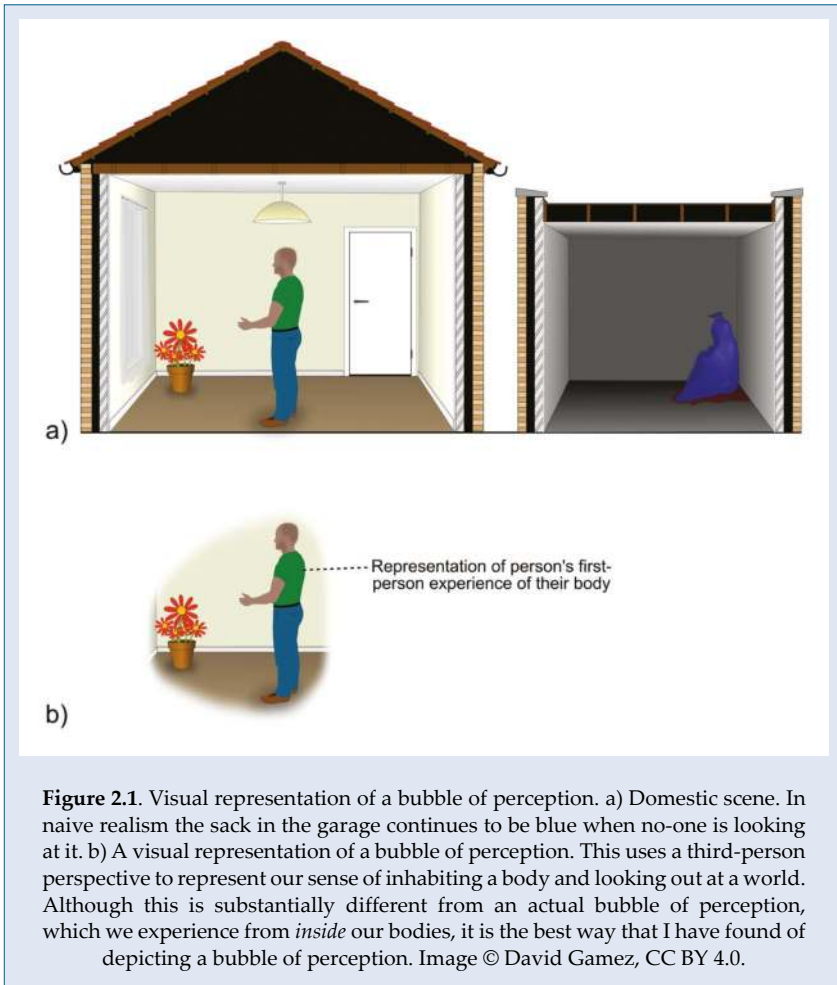 a)
Representation of person's first-
person experience of their body
b)
Figure 2.1. Visual representation of a bubble of perception. a) Domestic scene. In
naive realism the sack in the garage continues to be blue when no-one is looking
at it. b) A visual representation of a bubble of perception. This uses a third-person
perspective to represent our sense of inhabiting a body and looking out at a world.
Although this is substantially different from an actual bubble of perception,
which we experience from inside our bodies, it is the best way that I have found of
depicting a bubble of perception. Image © David Gamez, CC BY 4.0.